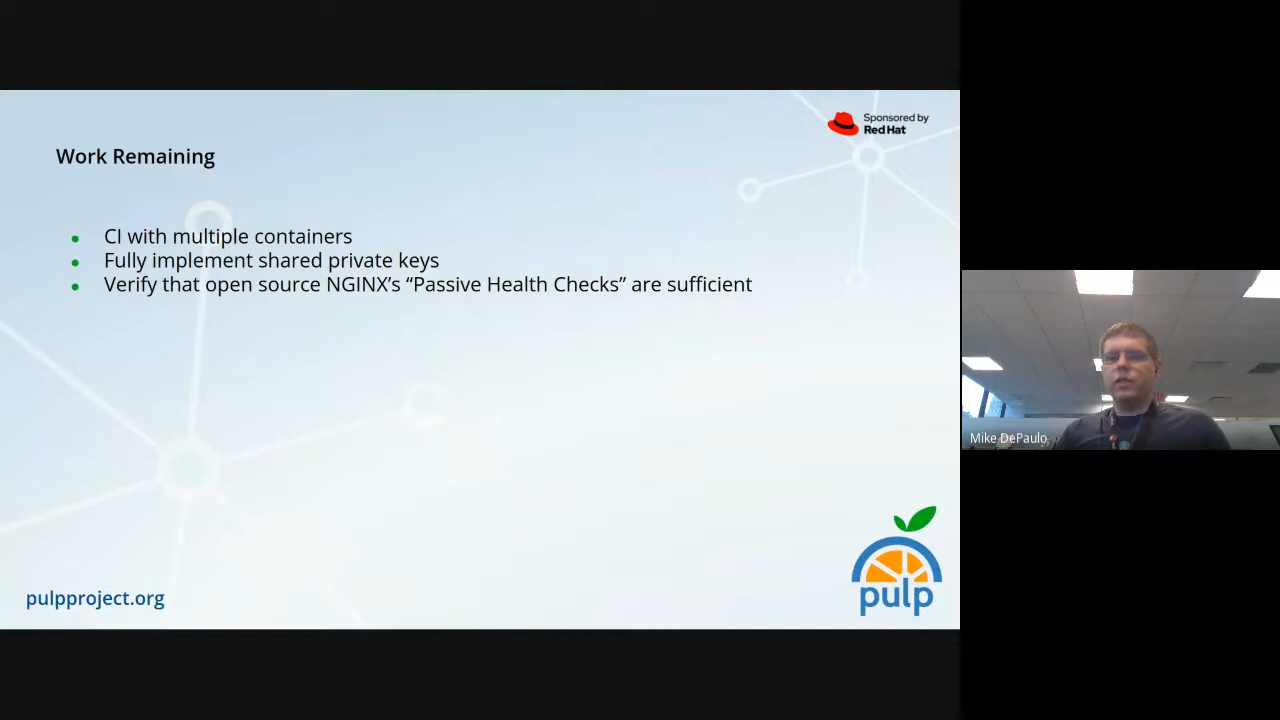 Sponsored by
Red Hat
Work Remaining
CI with multiple containers
Fully implement shared private keys
Verify that open source NGINX’s “Passive Health Checks” are sufficient
Mike DePaulo
pulpproject.org
pulp